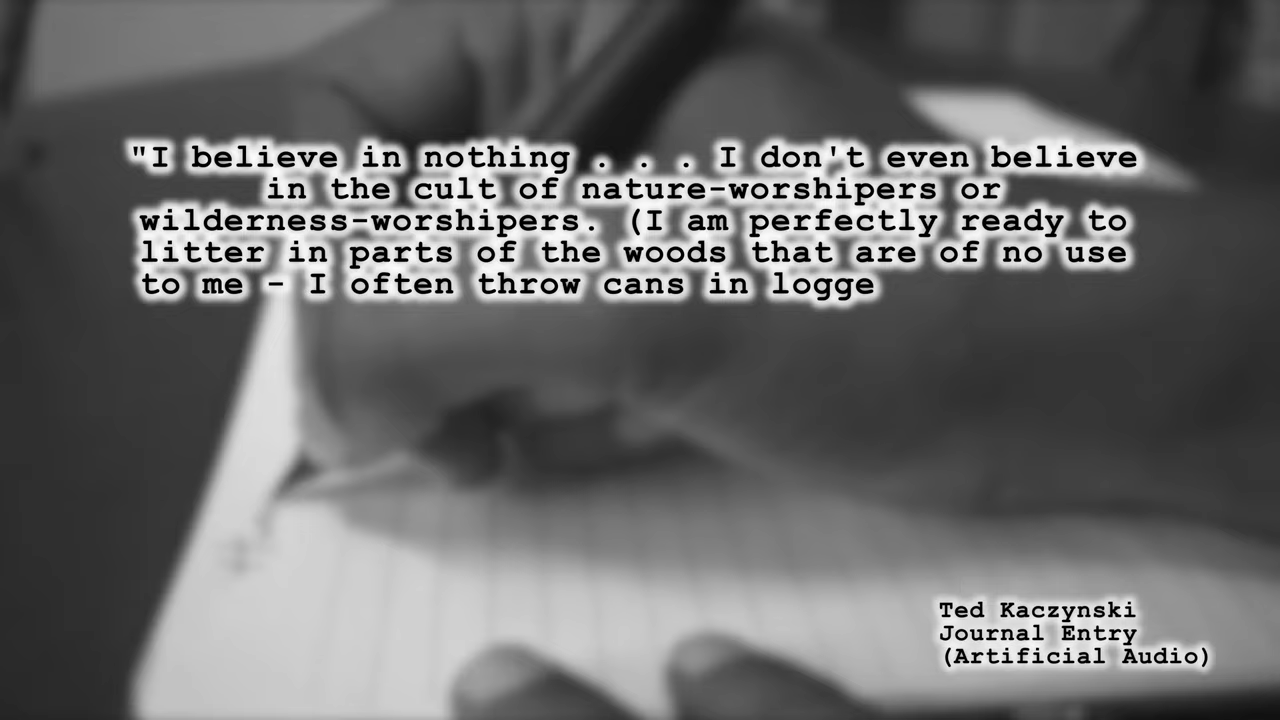 "I believe in nothing . . . I don't even believe
in the cult of nature-worshipers or
wilderness-worshipers. (I am perfectly ready to
litter in parts of the woods that are of no use
to me - I often throw cans in logge
Ted Kaczynski
Journal Entry
(Artificial Audio)